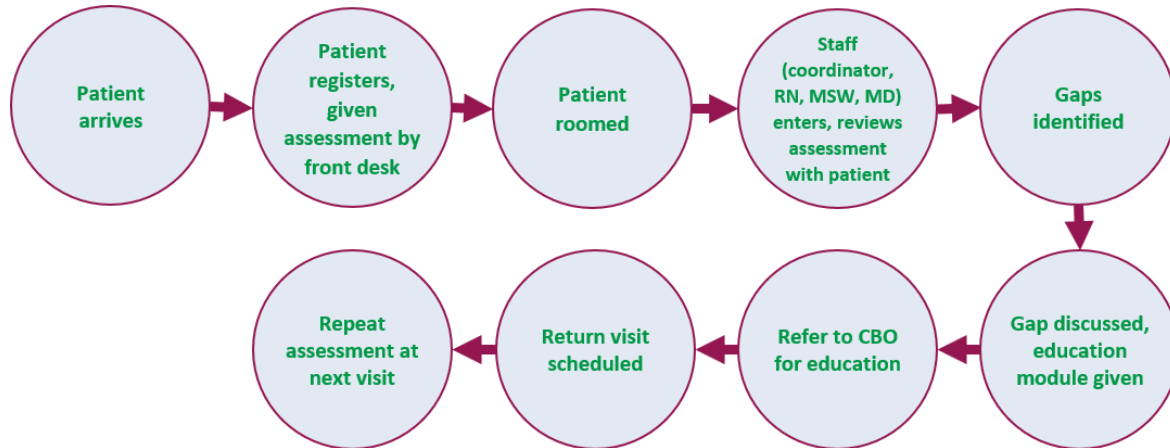 Patient
arrives
Patient
registers,
given
assessment by
front desk
Patient
roomed
Staff
(coordinator,
RN, MSW, MD)
enters, reviews
assessment
with patient
Gaps
identified
Gap discussed,
education
module given
Refer to CBO
for education
Return visit
scheduled
Repeat
assessment at
next visit